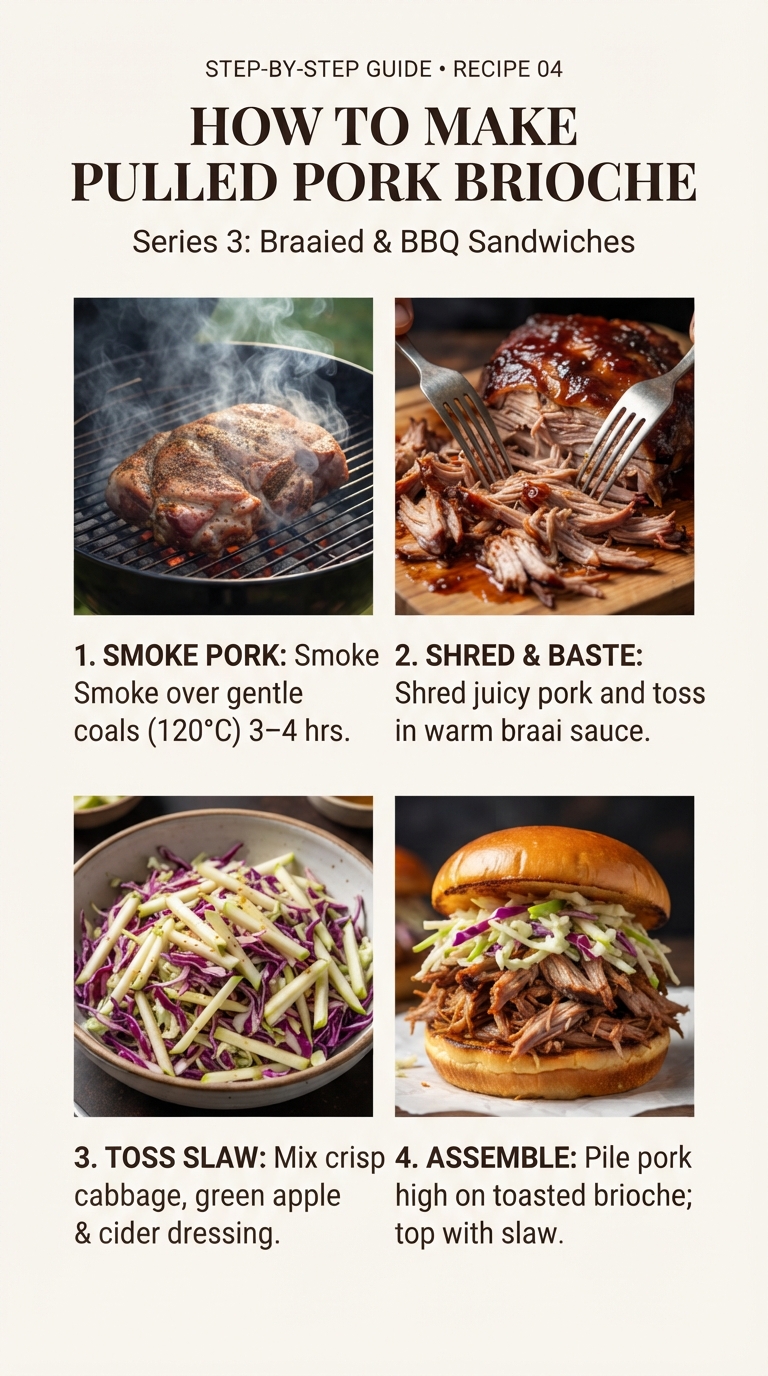 STEP-BY-STEP GUIDE • RECIPE 04
HOW TO MAKE
PULLED PORK BRIOCHE
Series 3: Braaied & BBQ Sandwiches
1. SMOKE PORK: Smoke
Smoke over gentle
coals (120°C) 3–4 hrs.
2. SHRED & BASTE:
Shred juicy pork and toss
in warm braai sauce.
3. TOSS SLAW: Mix crisp
cabbage, green apple
& cider dressing.
4. ASSEMBLE: Pile pork
high on toasted brioche;
top with slaw.